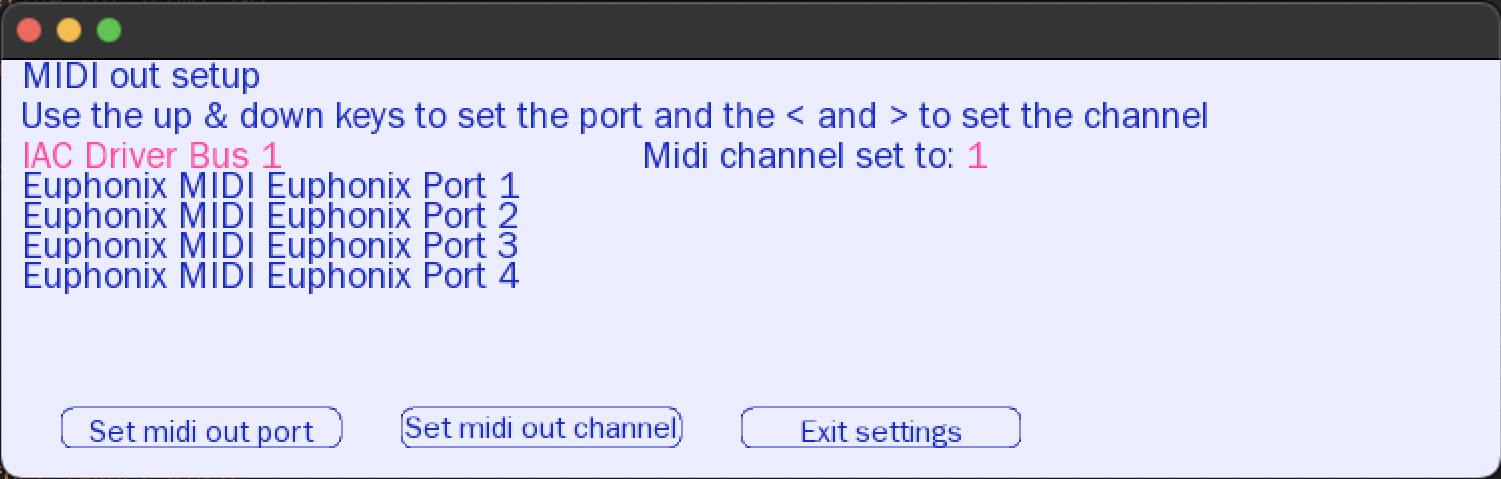 MIDI out setup
Use the up & down keys to set the port and the < and > to set the channel
IAC Driver Bus 1 Midi channel set to: 1
Euphonix MIDI Euphonix Port 1
Euphonix MIDI Euphonix Port 2
Euphonix MIDI Euphonix Port 3
Euphonix MIDI Euphonix Port 4
Set midi out port Set midi out channel Exit settings